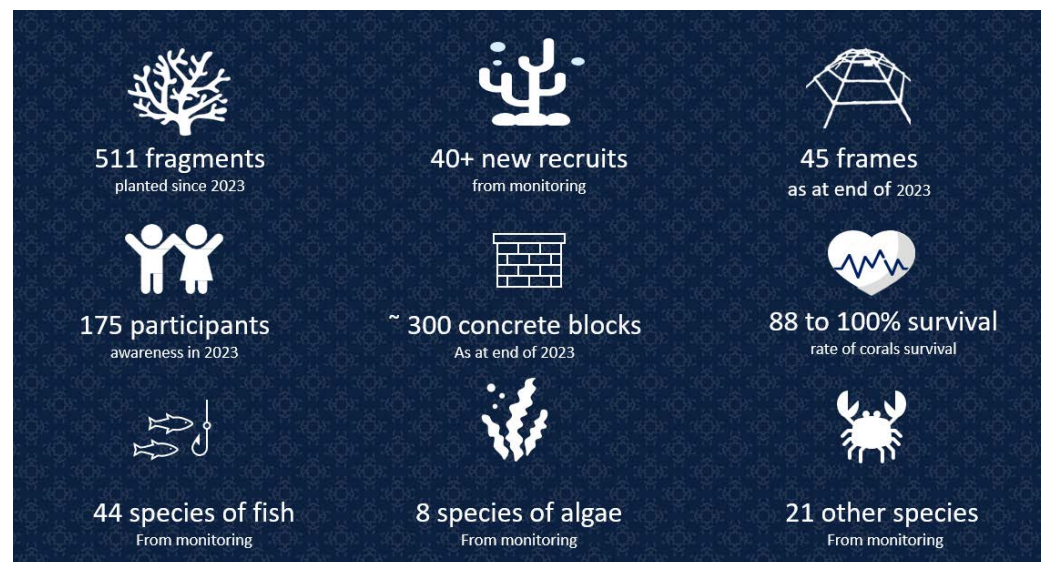 511 fragments
planted since 2023
40+ new recruits
from monitoring
45 frames
as at end of 2023
175 participants
awareness in 2023
~ 300 concrete blocks
As at end of 2023
88 to 100% survival
rate of corals survival
44 species of fish
From monitoring
8 species of algae
From monitoring
21 other species
From monitoring